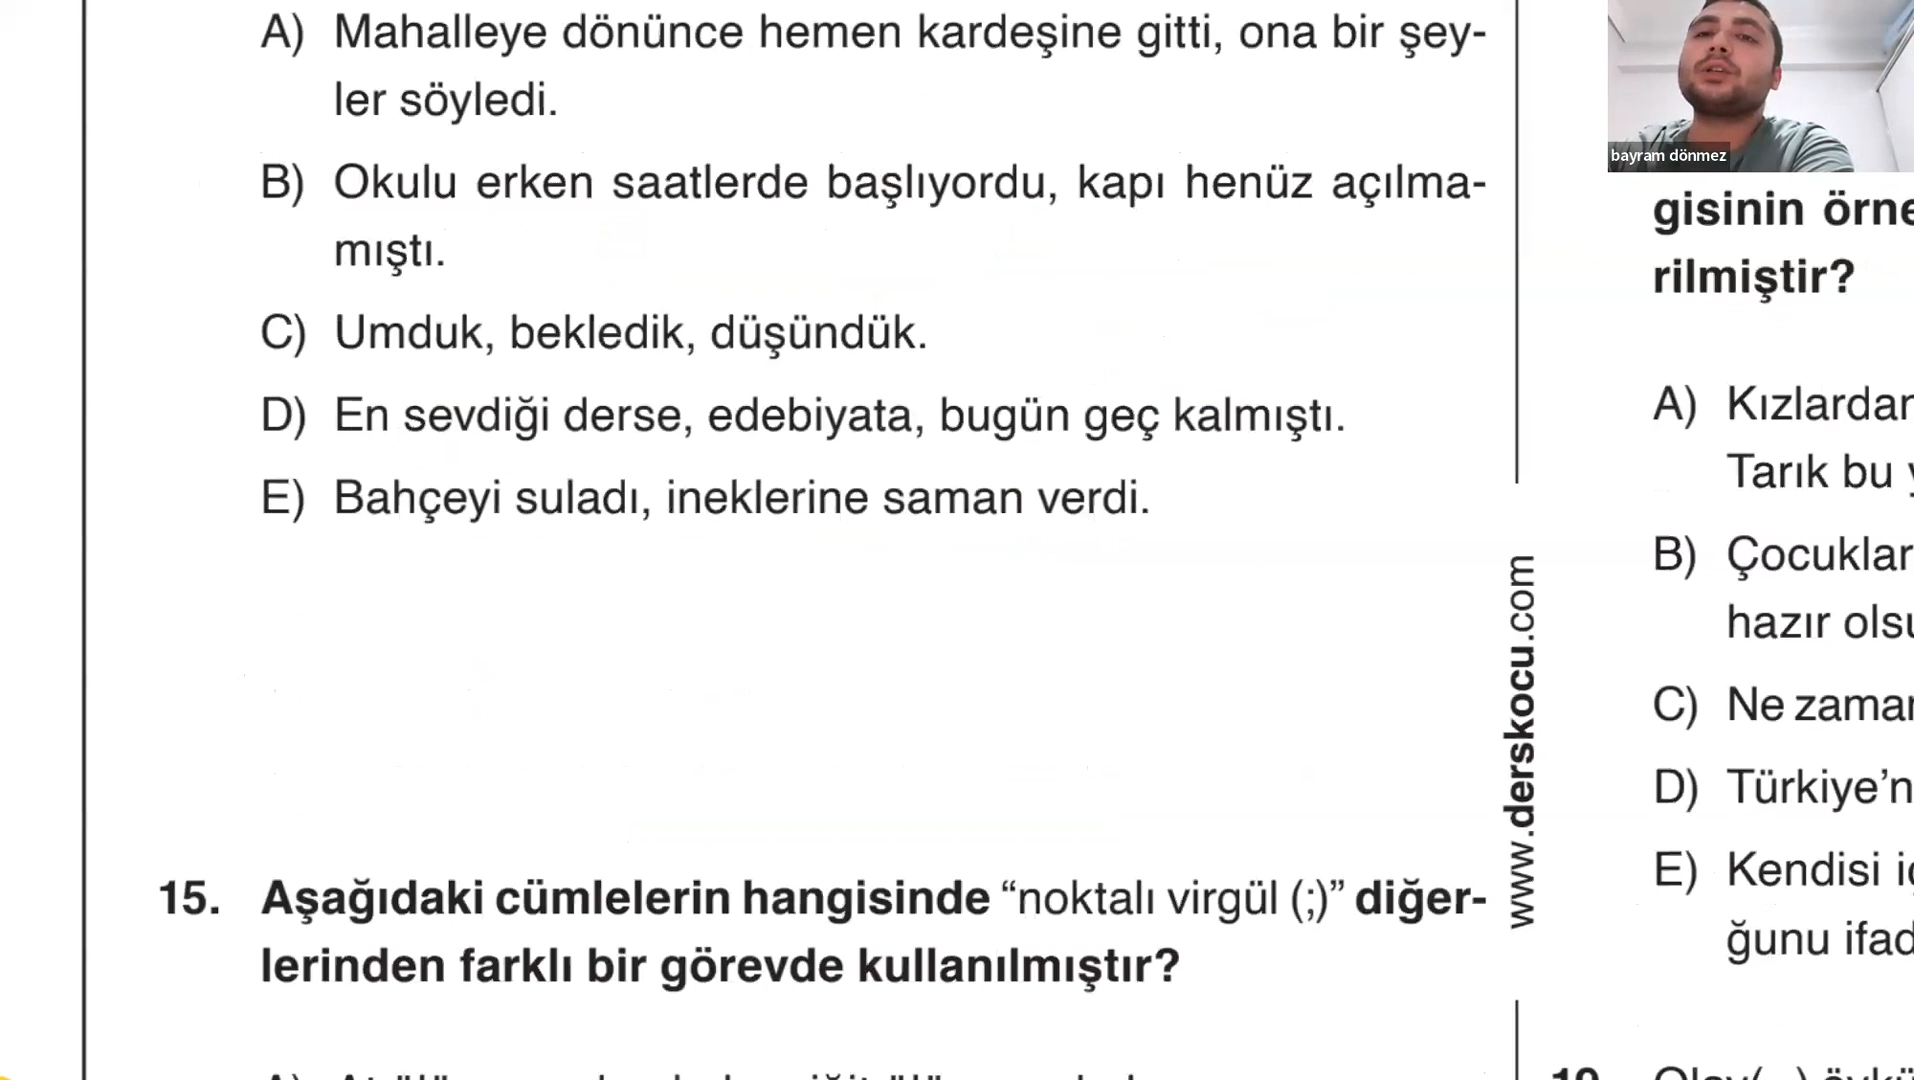 A) Mahalleye dönünce hemen kardeşine gitti, ona bir şey-
ler söyledi.
B) Okulu erken saatlerde başlıyordu, kapı henüz açılma-
mıştı.
C) Umduk, bekledik, düşündük.
D) En sevdiği derse, edebiyata, bugün geç kalmıştı.
E) Bahçeyi suladı, ineklerine saman verdi.
15. Aşağıdaki cümlelerin hangisinde “noktalı virgül (;)” diğer-
lerinden farklı bir görevde kullanılmıştır?
www.derskocu.com
bayram dönmez
gisinin örne
rilmiştir?
A) Kızlardan
Tarık bu
B) Çocuklar
hazır olsu
C) Ne zaman
D) Türkiye’n
E) Kendisi iç
ğunu ifad